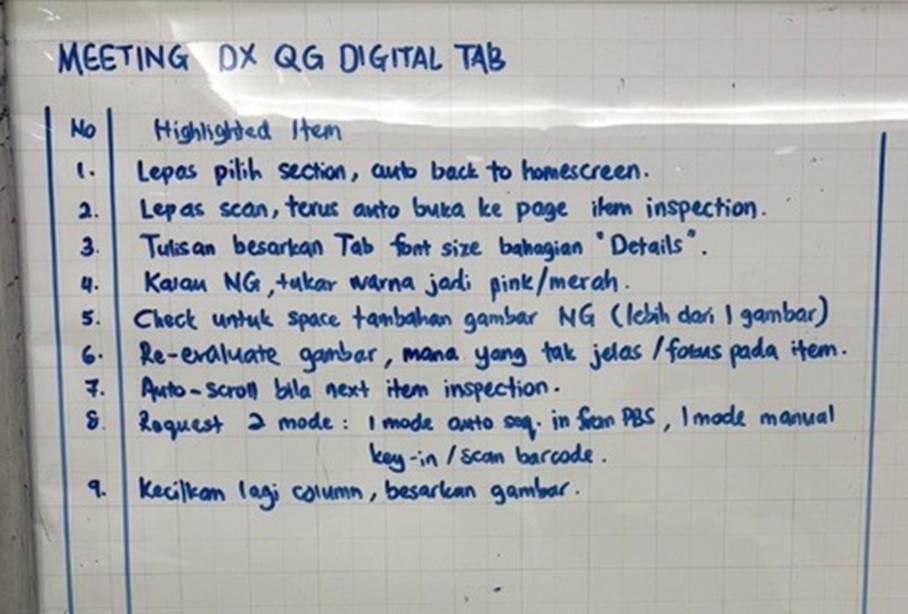 MEETING DX QG DIGITAL TAB
No Highlighted Item
1. Lepas pilih section, auto back to homescreen.
2. Lepas scan, terus auto buka ke page item inspection.
3. Tulisan besarkan Tab font size bahagian "Details".
4. Kalau NG, tukar warna jadi pink/merah.
5. Check untuk space tambahan gambar NG (lebih dari 1 gambar)
6. Re-evaluate gambar, mana yang tak jelas / fokus pada item.
7. Auto-scroll bila next item inspection.
8. Request 2 mode : 1 mode auto seq. in from PBS, 1 mode manual
key-in / scan barcode.
9. Kecilkan lagi column, besarkan gambar.